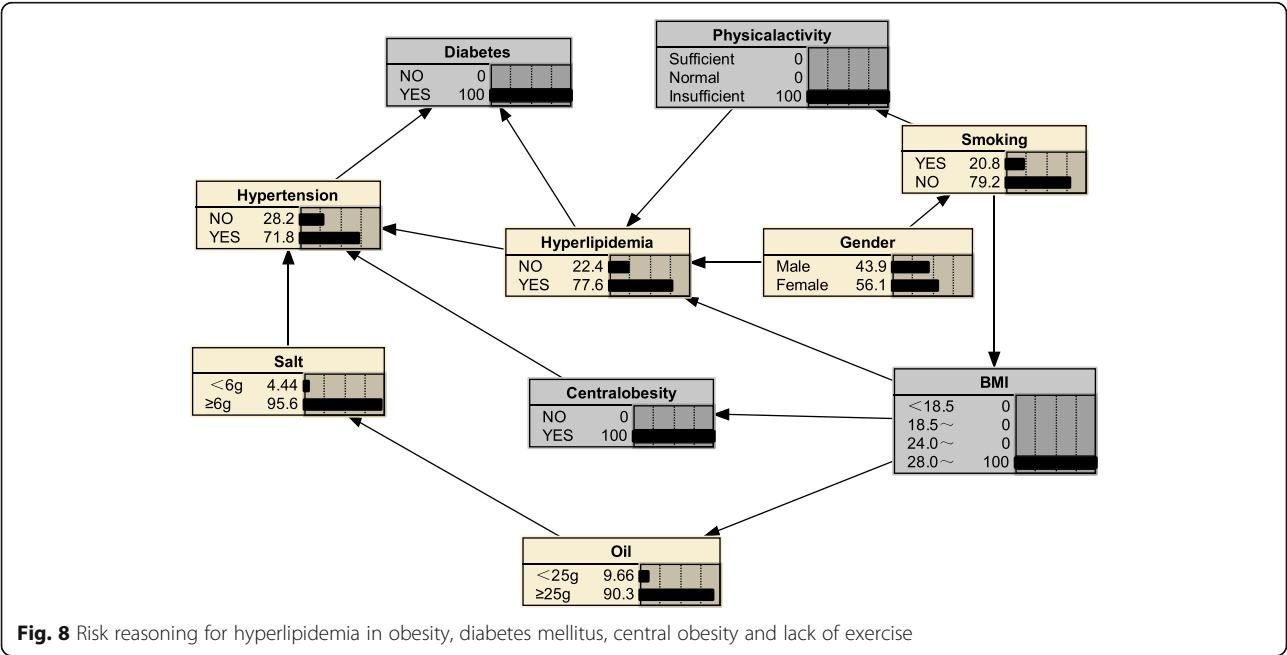 Diabetes
NO 0
YES 100
Physicalactivity
Sufficient 0
Normal 0
Insufficient 100
Smoking
YES 20.8
NO 79.2
Hypertension
NO 28.2
YES 71.8
Hyperlipidemia
NO 22.4
YES 77.6
Gender
Male 43.9
Female 56.1
Salt
<6g 4.44
≥6g 95.6
Centralobesity
NO 0
YES 100
BMI
<18.5 0
18.5~ 0
24.0~ 0
28.0~ 100
Oil
<25g 9.66
≥25g 90.3
Fig. 8 Risk reasoning for hyperlipidemia in obesity, diabetes mellitus, central obesity and lack of exercise